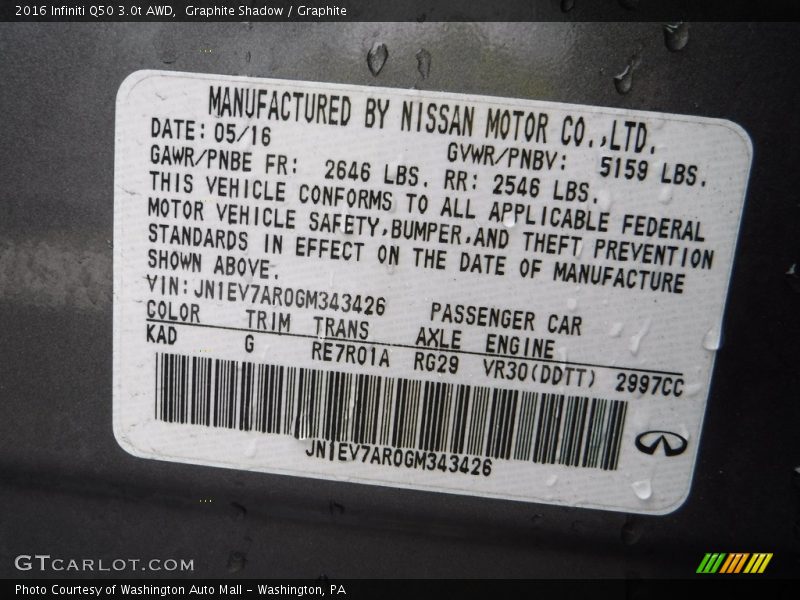 2016 Infiniti Q50 3.0t AWD,  Graphite Shadow / Graphite
MANUFACTURED BY NISSAN MOTOR CO.,LTD.
DATE: 05/16 GVWR/PNBV: 5159 LBS.
GAWR/PNBE FR: 2646 LBS. RR: 2546 LBS.
THIS VEHICLE CONFORMS TO ALL APPLICABLE FEDERAL
MOTOR VEHICLE SAFETY,BUMPER,AND THEFT PREVENTION
STANDARDS IN EFFECT ON THE DATE OF MANUFACTURE
SHOWN ABOVE.
VIN: JN1EV7AR0GM343426 PASSENGER CAR
COLOR TRIM TRANS AXLE ENGINE
KAD G RE7R01A RG29 VR30(DDTT) 2997CC
JN1EV7AR0GM343426
GTCARLOT.COM
Photo Courtesy of Washington Auto Mall - Washington, PA